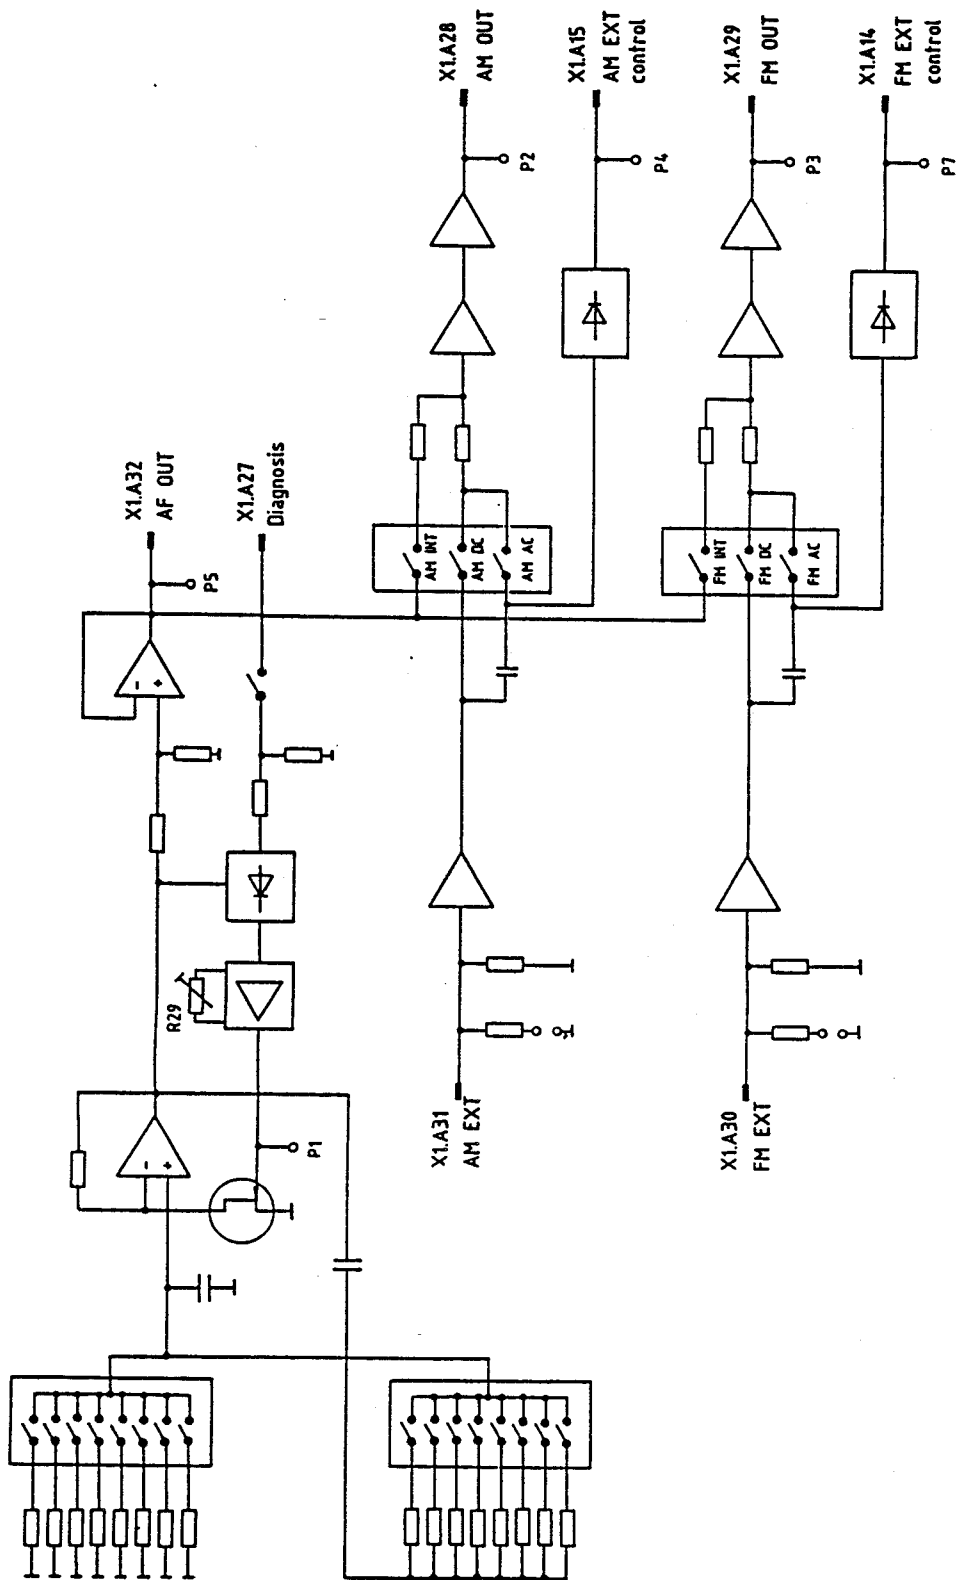 X1.A32
AF OUT
P5
X1.A27
Diagnosis
R29
P1
- +
- +
X1.A28
AM OUT
P2
X1.A15
AM EXT
control
P4
AM INT
AM DC
AM AC
X1.A31
AM EXT
X1.A29
FM OUT
P3
X1.A14
FM EXT
control
P7
FM INT
FM DC
FM AC
X1.A30
FM EXT